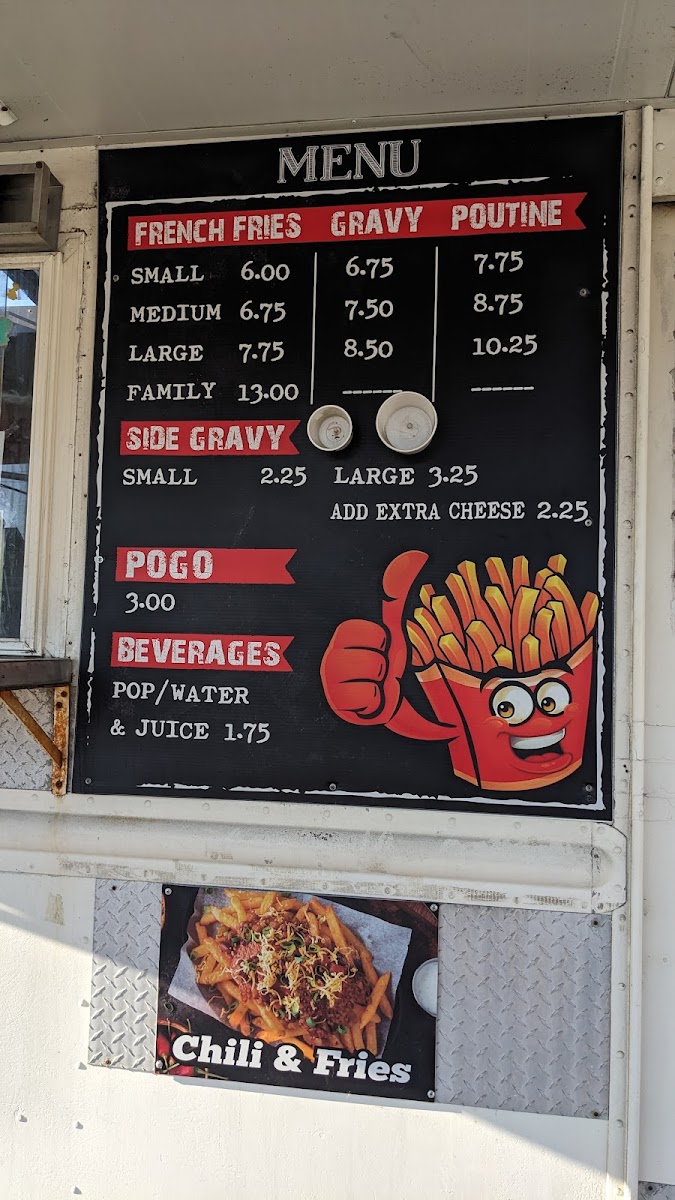 MENU
FRENCH FRIES GRAVY POUTINE
SMALL 6.00 6.75 7.75
MEDIUM 6.75 7.50 8.75
LARGE 7.75 8.50 10.25
FAMILY 13.00 ------ ------
SIDE GRAVY
SMALL 2.25 LARGE 3.25
ADD EXTRA CHEESE 2.25
POGO
3.00
BEVERAGES
POP/WATER
& JUICE 1.75
Chili & Fries